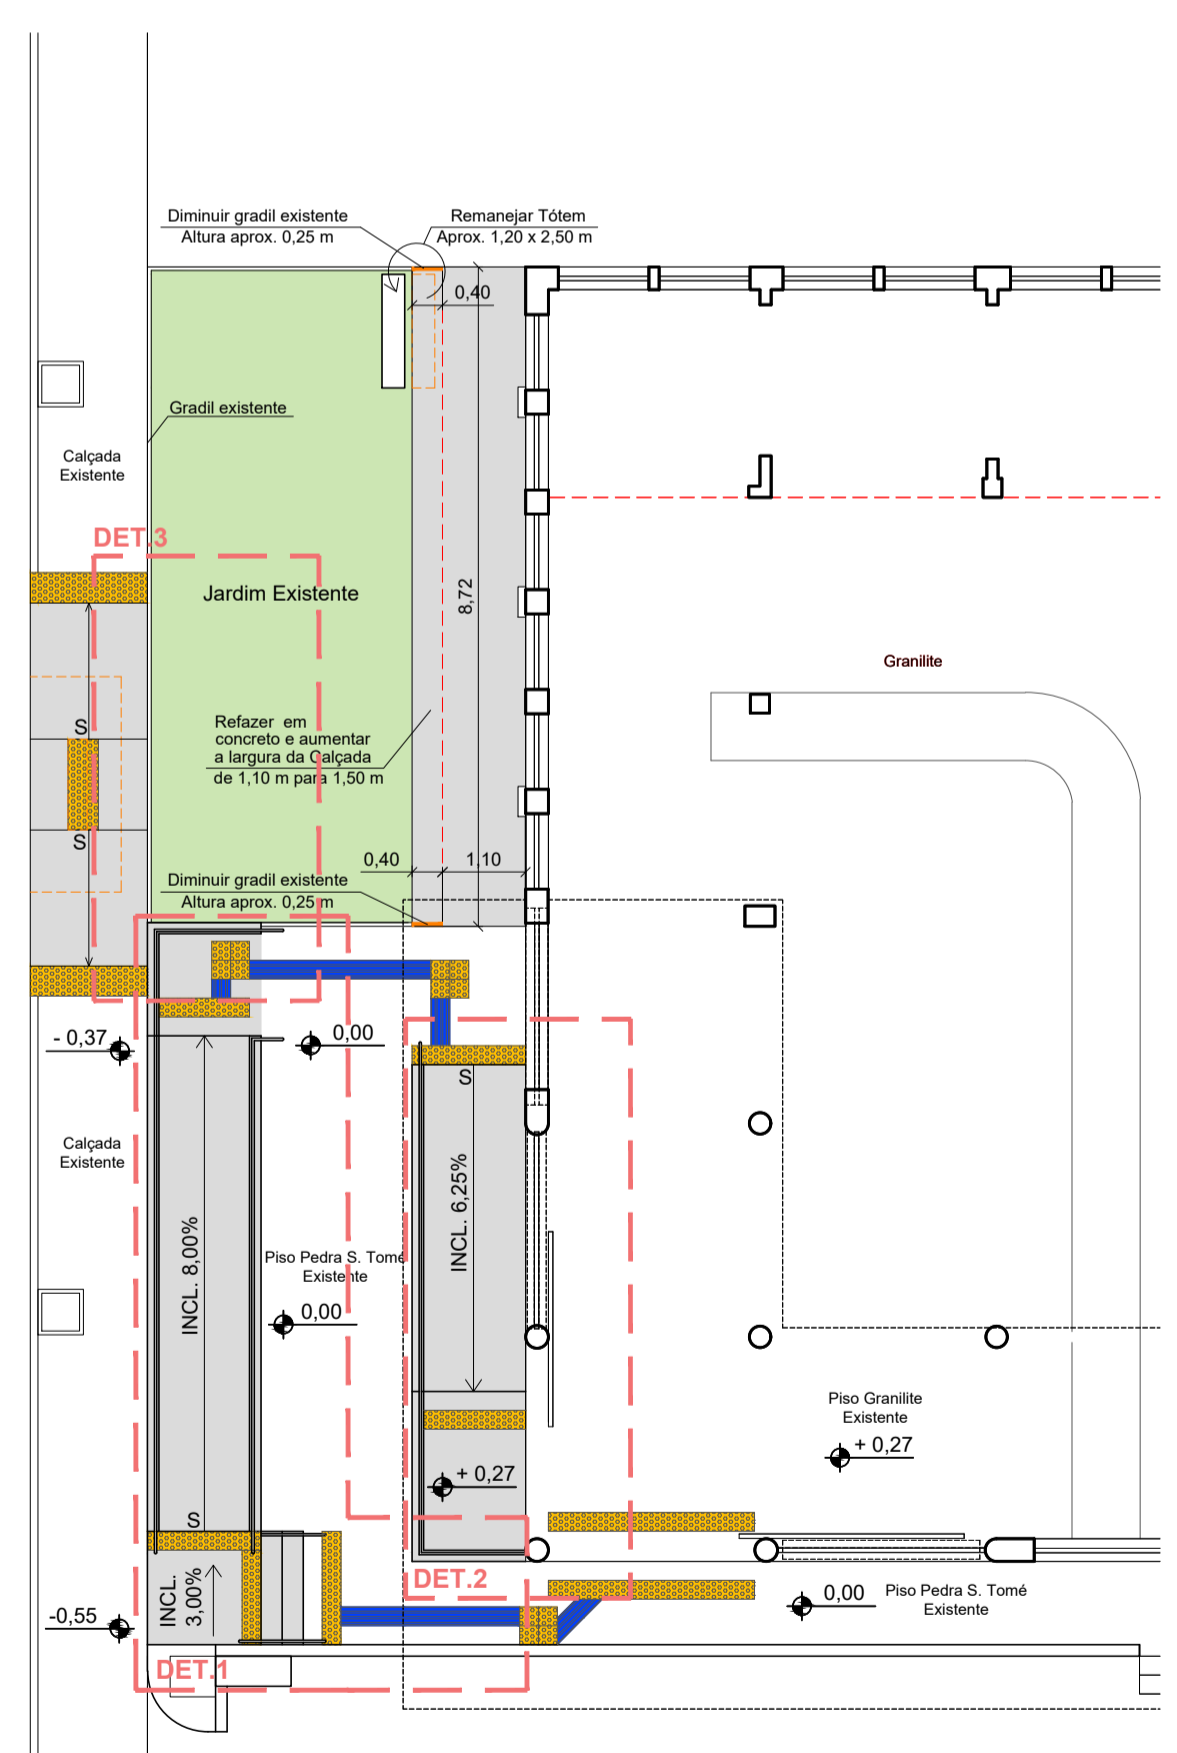 Diminuir gradil existente
Altura aprox. 0,25 m
Remanejar Tótem
Aprox. 1,20 x 2,50 m
0,40
Gradil existente
Calçada
Existente
DET.3
Jardim Existente
8,72
Granilite
S
Refazer em
concreto e aumentar
a largura da Calçada
de 1,10 m para 1,50 m
S
0,40
1,10
Diminuir gradil existente
Altura aprox. 0,25 m
- 0,37
0,00
S
Calçada
Existente
INCL. 8,00%
INCL. 6,25%
Piso Pedra S. Tomé
Existente
0,00
Piso Granilite
Existente
+ 0,27
+ 0,27
S
INCL.
3,00%
DET.2
-0,55
0,00
Piso Pedra S. Tomé
Existente
DET.1